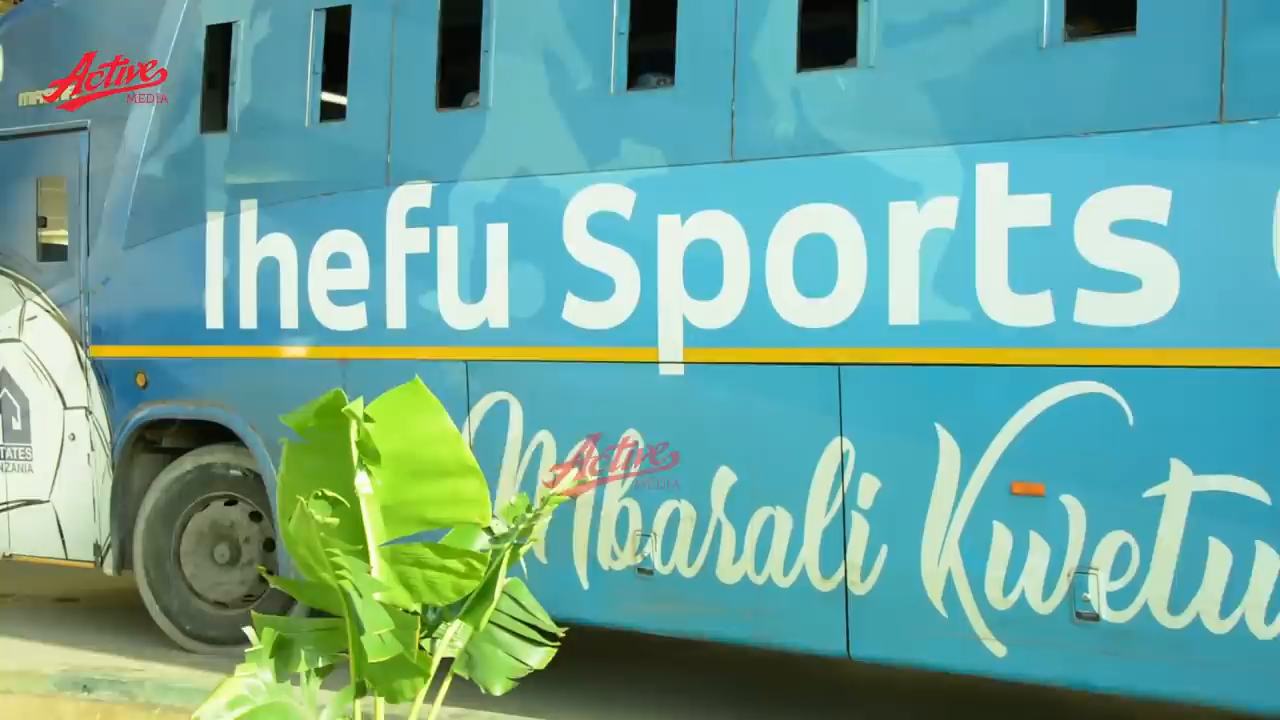 Active
MEDIA
Ihefu Sports
Mbarali Kwetu
Active
MEDIA